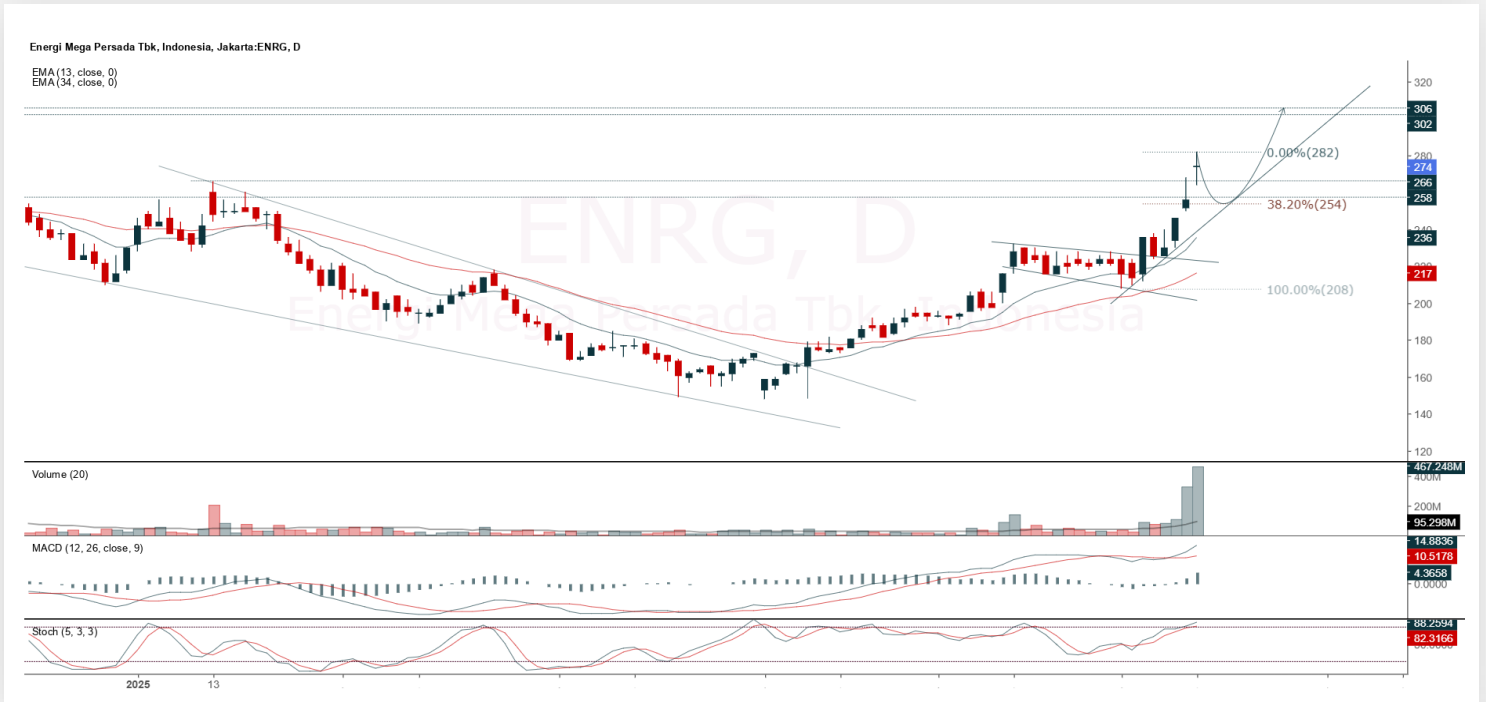 Energi Mega Persada Tbk, Indonesia, Jakarta:ENRG, D
EMA (13, close, 0)
EMA (34, close, 0)
ENRG, D
Energi Mega Persada Tbk, Indonesia
0.00%(282)
38.20%(254)
100.00%(208)
320
306
302
280
274
266
258
240
236
220
217
200
180
160
140
120
Volume (20)
467.248M
400M
200M
95.298M
MACD (12, 26, close, 9)
14.8836
10.5178
4.3658
0.0000
Stoch (5, 3, 3)
88.2594
82.3166
2025
13